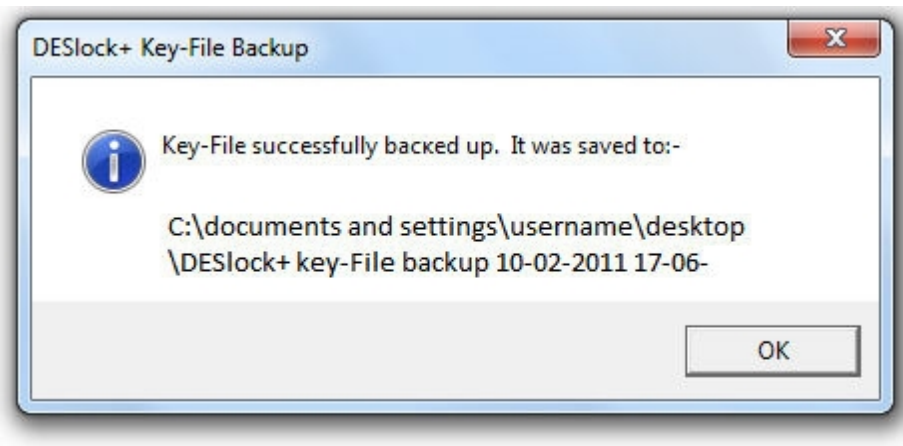 DESlock+ Key-File Backup
Key-File successfully bacкed up. It was saved to:-
C:\documents and settings\username\desktop
\DESlock+ key-File backup 10-02-2011 17-06-
OK